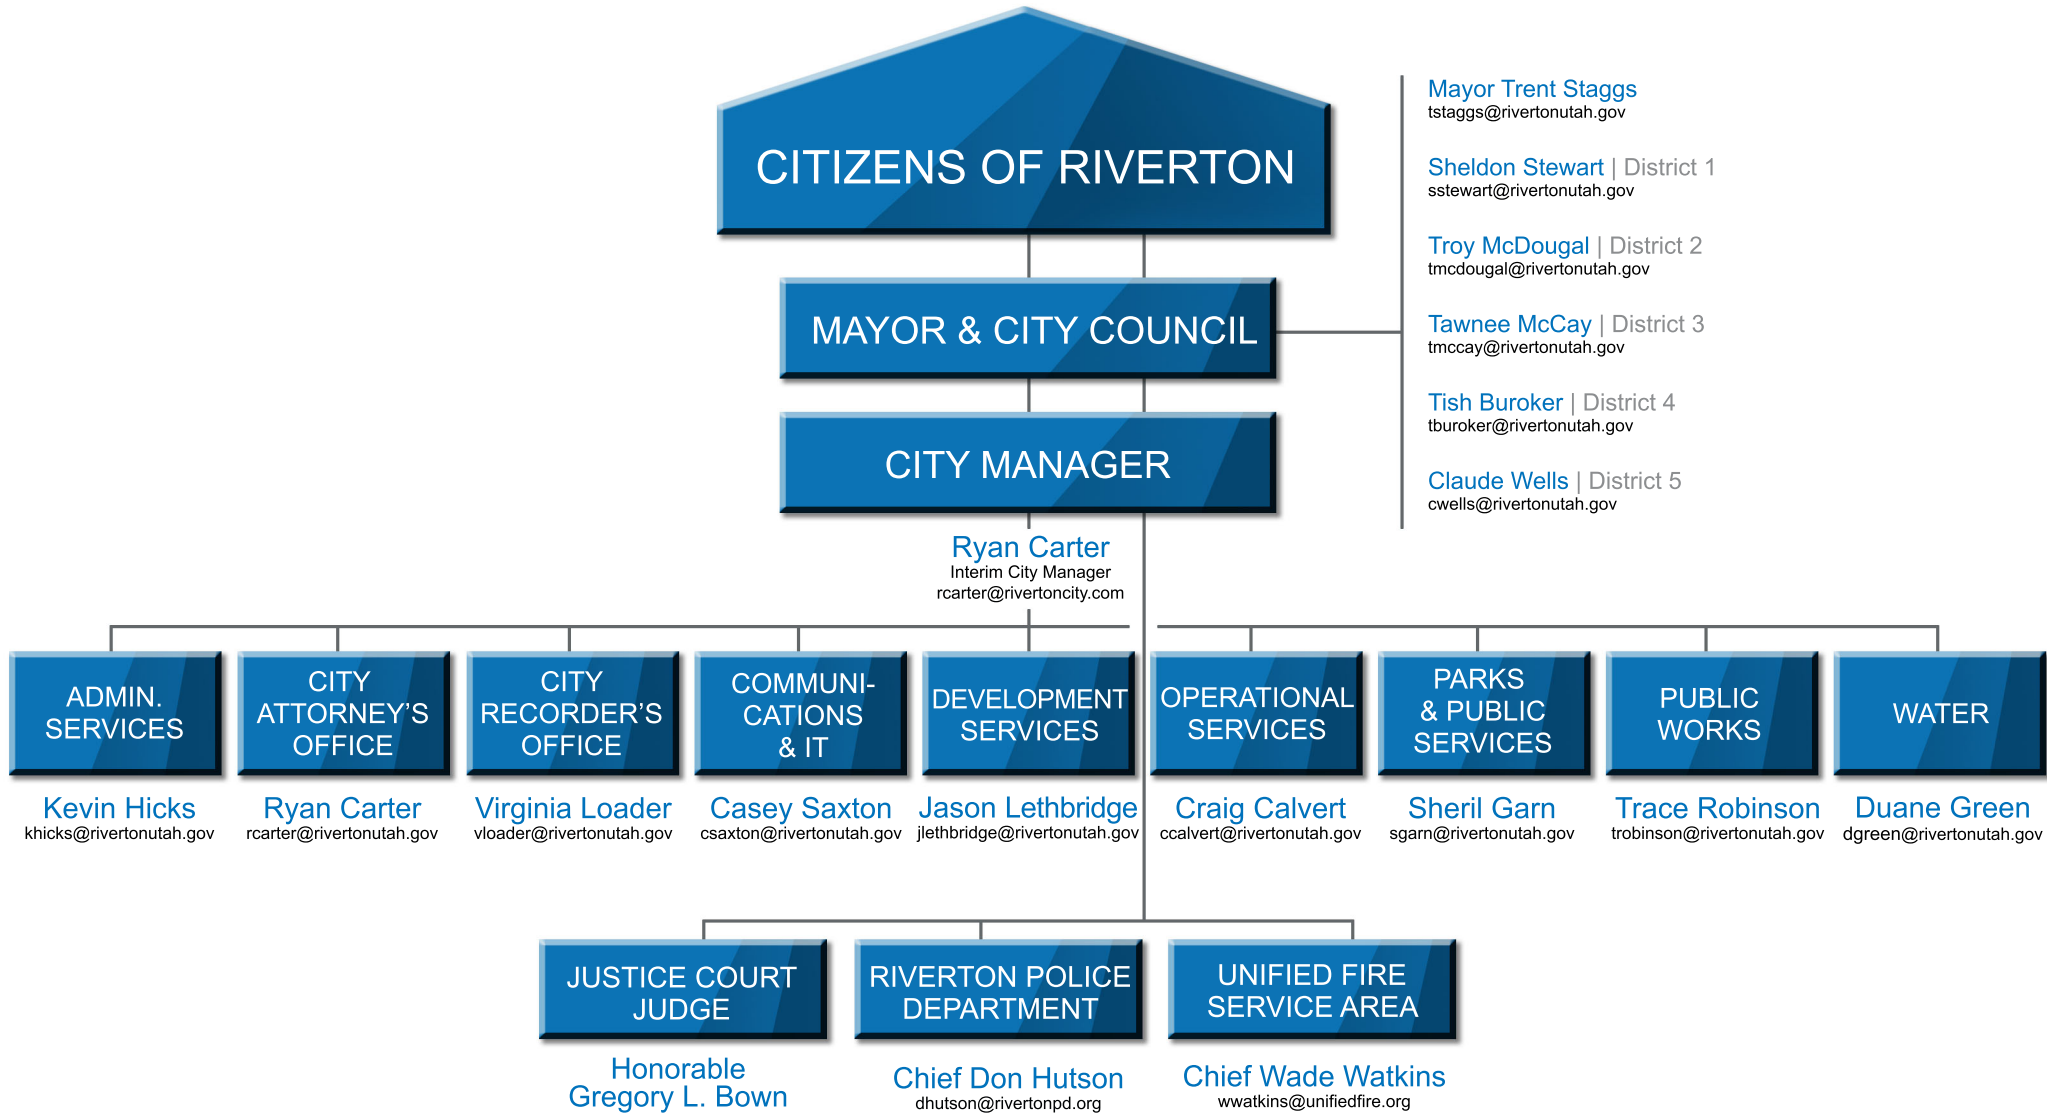 CITIZENS OF RIVERTON
MAYOR & CITY COUNCIL
Mayor Trent Staggs
tstaggs@rivertonutah.gov
Sheldon Stewart | District 1
sstewart@rivertonutah.gov
Troy McDougal | District 2
tmcdougal@rivertonutah.gov
Tawnee McCay | District 3
tmccay@rivertonutah.gov
Tish Buroker | District 4
tburoker@rivertonutah.gov
Claude Wells | District 5
cwells@rivertonutah.gov
CITY MANAGER
Ryan Carter
Interim City Manager
rcarter@rivertoncity.com
ADMIN.
SERVICES
Kevin Hicks
khicks@rivertonutah.gov
CITY
ATTORNEY’S
OFFICE
Ryan Carter
rcarter@rivertonutah.gov
CITY
RECORDER’S
OFFICE
Virginia Loader
vloader@rivertonutah.gov
COMMUNI-
CATIONS
& IT
Casey Saxton
csaxton@rivertonutah.gov
DEVELOPMENT
SERVICES
Jason Lethbridge
jlethbridge@rivertonutah.gov
OPERATIONAL
SERVICES
Craig Calvert
ccalvert@rivertonutah.gov
PARKS
& PUBLIC
SERVICES
Sheril Garn
sgarn@rivertonutah.gov
PUBLIC
WORKS
Trace Robinson
trobinson@rivertonutah.gov
WATER
Duane Green
dgreen@rivertonutah.gov
JUSTICE COURT
JUDGE
Honorable
Gregory L. Bown
RIVERTON POLICE
DEPARTMENT
Chief Don Hutson
dhutson@rivertonpd.org
UNIFIED FIRE
SERVICE AREA
Chief Wade Watkins
wwatkins@unifiedfire.org